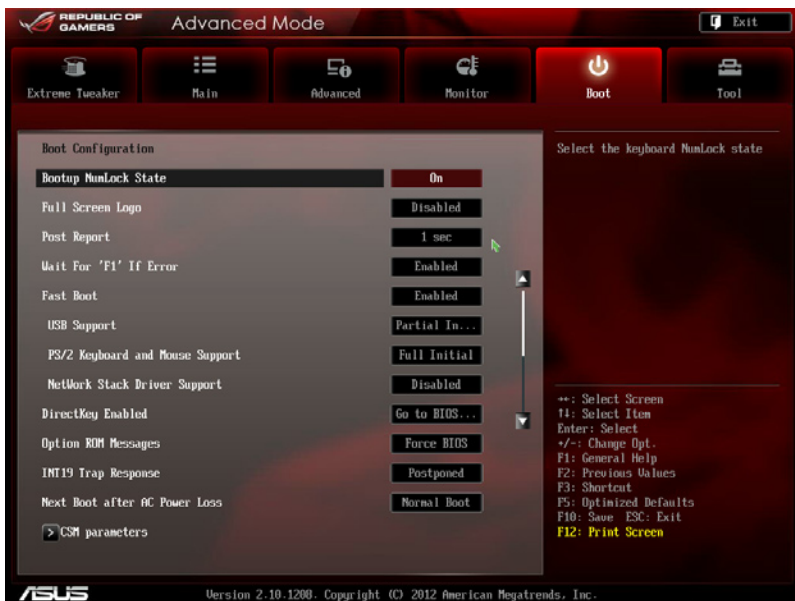 REPUBLIC OF
GAMERS
Advanced Mode
Exit
Extreme Tweaker
Main
Advanced
Monitor
Boot
Tool
Boot Configuration
Select the keyboard NumLock state
Bootup NumLock State On
Full Screen Logo Disabled
Post Report 1 sec
Wait For 'F1' If Error Enabled
Fast Boot Enabled
USB Support Partial In...
PS/2 Keyboard and Mouse Support Full Initial
NetWork Stack Driver Support Disabled
DirectKey Enabled Go to BIOS...
Option ROM Messages Force BIOS
INT19 Trap Response Postponed
Next Boot after AC Power Loss Normal Boot
> CSM parameters
→←: Select Screen
↑↓: Select Item
Enter: Select
+/-: Change Opt.
F1: General Help
F2: Previous Values
F3: Shortcut
F5: Optimized Defaults
F10: Save ESC: Exit
F12: Print Screen
ASUS
Version 2.10.1208. Copyright (C) 2012 American Megatrends, Inc.